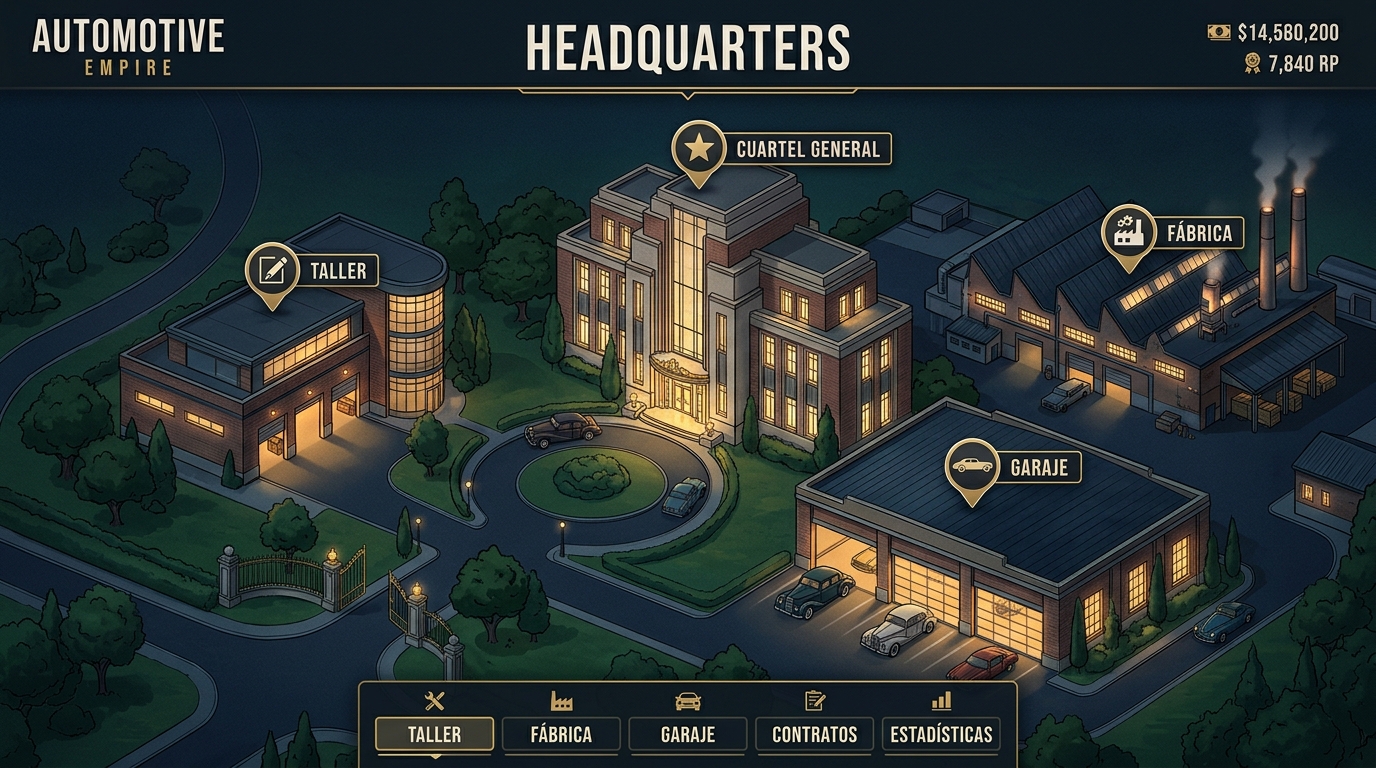 AUTOMOTIVE
EMPIRE
HEADQUARTERS
$14,580,200
7,840 RP
CUARTEL GENERAL
FÁBRICA
TALLER
GARAJE
TALLER
FÁBRICA
GARAJE
CONTRATOS
ESTADÍSTICAS